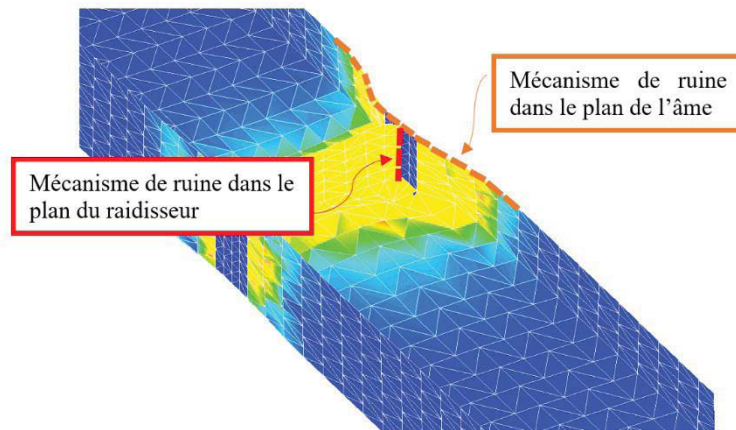 Mécanisme de ruine
dans le plan de l’âme
Mécanisme de ruine dans le
plan du raidisseur